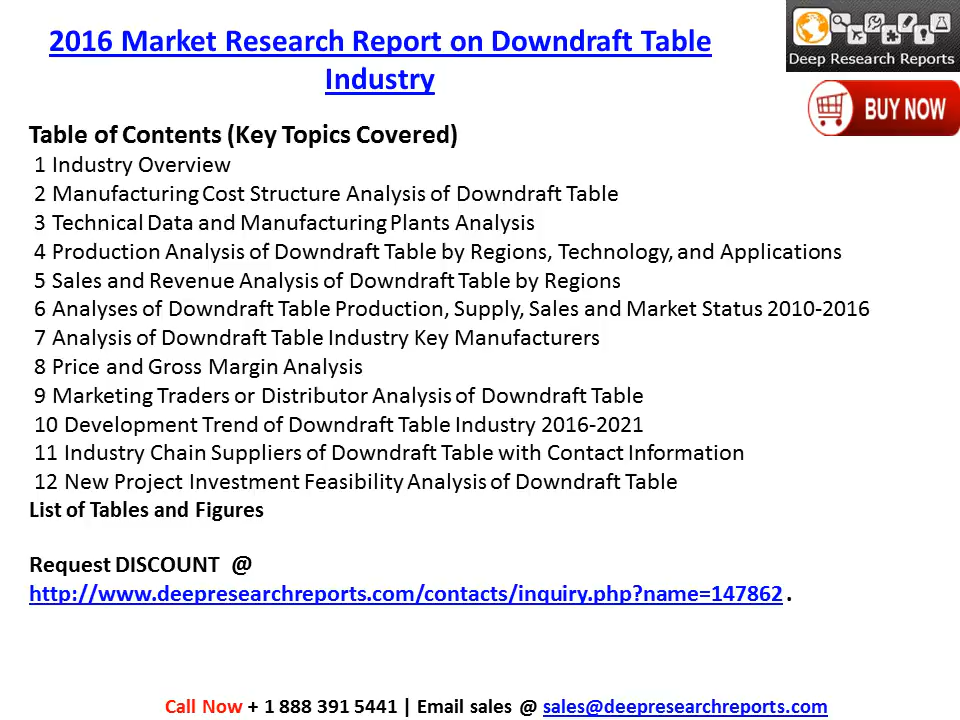 2016 Market Research Report on Downdraft Table
Industry
Deep Research Reports
BUY NOW
Table of Contents (Key Topics Covered)
1 Industry Overview
2 Manufacturing Cost Structure Analysis of Downdraft Table
3 Technical Data and Manufacturing Plants Analysis
4 Production Analysis of Downdraft Table by Regions, Technology, and Applications
5 Sales and Revenue Analysis of Downdraft Table by Regions
6 Analyses of Downdraft Table Production, Supply, Sales and Market Status 2010-2016
7 Analysis of Downdraft Table Industry Key Manufacturers
8 Price and Gross Margin Analysis
9 Marketing Traders or Distributor Analysis of Downdraft Table
10 Development Trend of Downdraft Table Industry 2016-2021
11 Industry Chain Suppliers of Downdraft Table with Contact Information
12 New Project Investment Feasibility Analysis of Downdraft Table
List of Tables and Figures
Request DISCOUNT @
http://www.deepresearchreports.com/contacts/inquiry.php?name=147862 .
Call Now + 1 888 391 5441 | Email sales @ sales@deepresearchreports.com